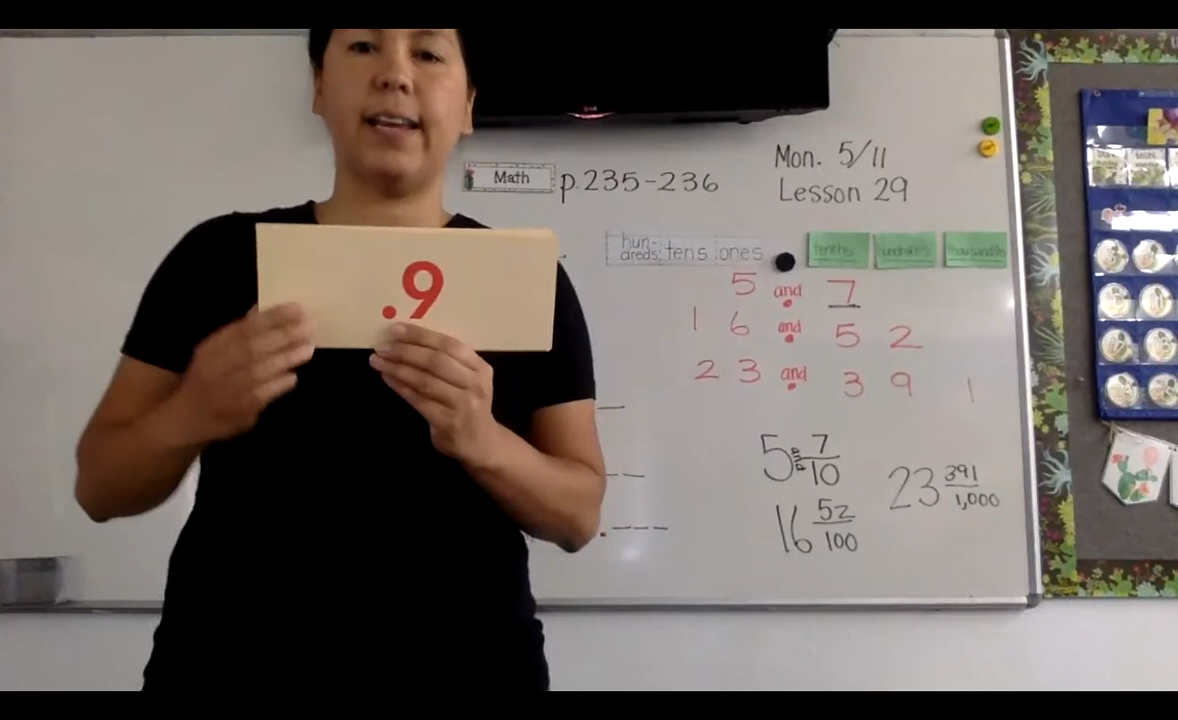 Math p.235-236
Mon. 5/11
Lesson 29
hun-dreds, tens ones
tenths hundredths thousandths
.9
5 and 7
1 6 and 5 2
2 3 and 3 9 1
5 and 7/10
16 52/100
23 391/1,000